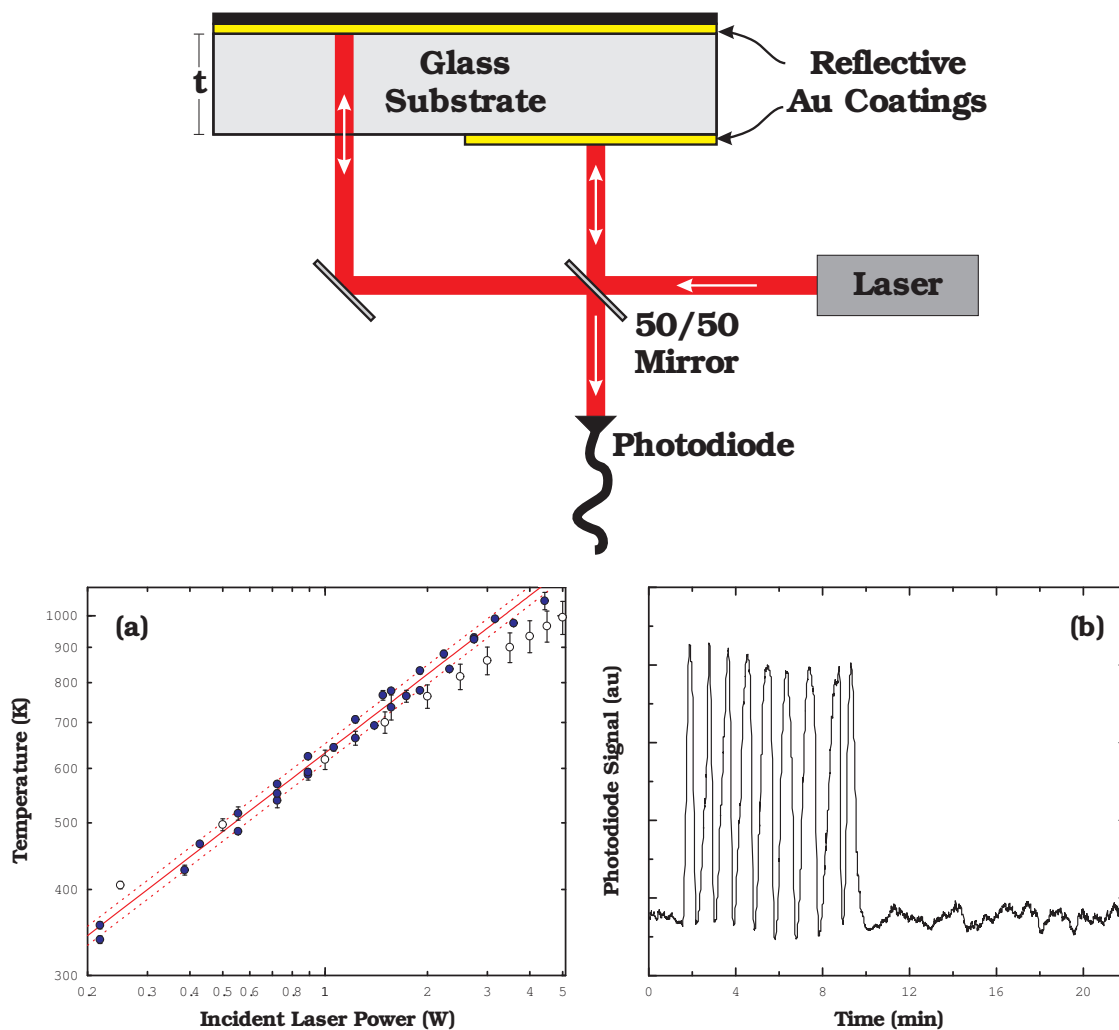 t
Glass
Substrate
Reflective
Au Coatings
Laser
50/50
Mirror
Photodiode
(a)
Temperature (K)
1000
900
800
700
600
500
400
300
0.2 0.3 0.4 0.5 0.6 0.8 1 2 3 4 5
Incident Laser Power (W)
(b)
Photodiode Signal (au)
0 4 8 12 16 20
Time (min)